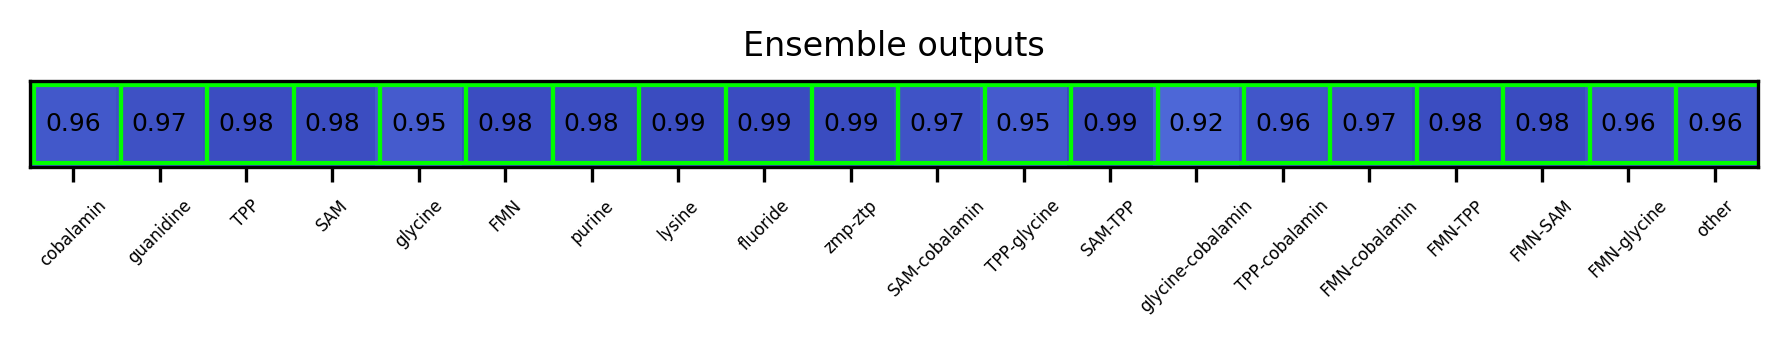 Ensemble outputs
0.96 0.97 0.98 0.98 0.95 0.98 0.98 0.99 0.99 0.99 0.97 0.95 0.99 0.92 0.96 0.97 0.98 0.98 0.96 0.96
cobalamin guanidine TPP SAM glycine FMN purine lysine fluoride zmp-ztp SAM-cobalamin TPP-glycine SAM-TPP glycine-cobalamin TPP-cobalamin FMN-cobalamin FMN-TPP FMN-SAM FMN-glycine other